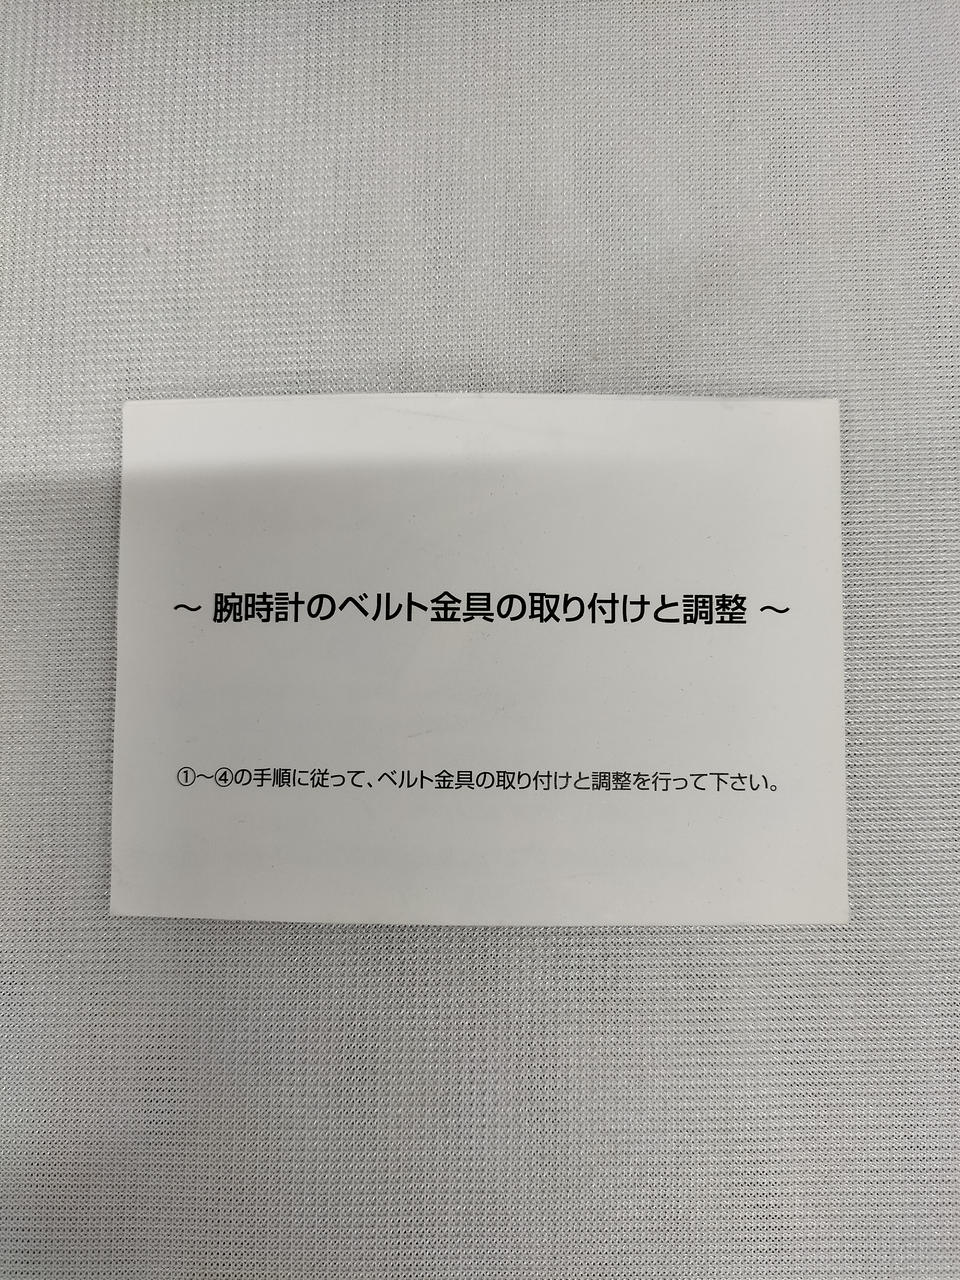 ～ 腕時計のベルト金具の取り付けと調整 ～
①～④の手順に従って、ベルト金具の取り付けと調整を行って下さい。